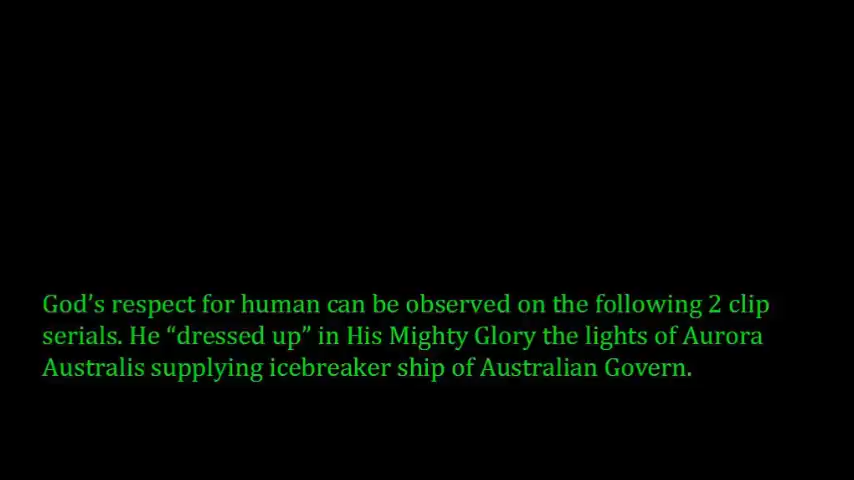 God’s respect for human can be observed on the following 2 clip
serials. He “dressed up” in His Mighty Glory the lights of Aurora
Australis supplying icebreaker ship of Australian Govern.